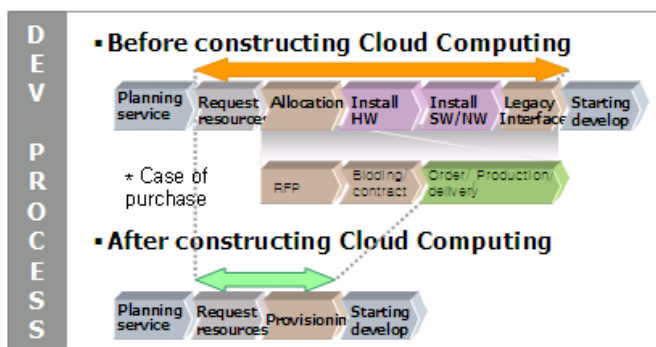 DEV PROCESS
▪ Before constructing Cloud Computing
Planning
service
Request
resources
Allocation
Install
HW
Install
SW/NW
Legacy
Interface
Starting
develop
* Case of
purchase
RFP
Bidding/
contract
Order/ Production/
delivery
▪ After constructing Cloud Computing
Planning
service
Request
resources
Provisionin
Starting
develop